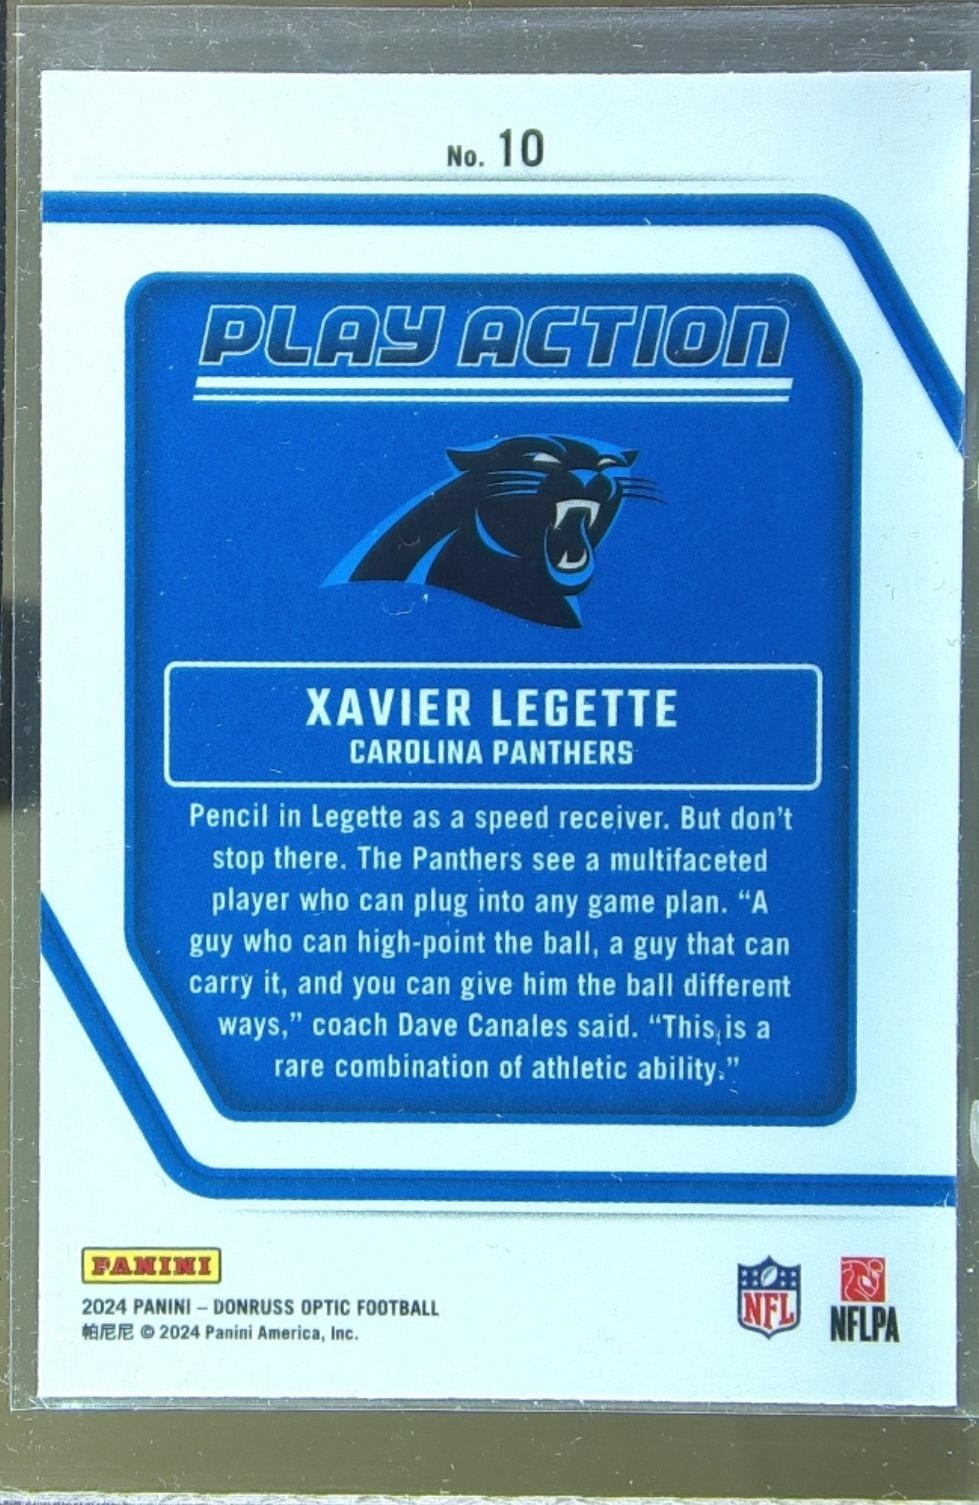 No. 10
PLAY ACTION
XAVIER LEGETTE
CAROLINA PANTHERS
Pencil in Legette as a speed receiver. But don't
stop there. The Panthers see a multifaceted
player who can plug into any game plan. “A
guy who can high-point the ball, a guy that can
carry it, and you can give him the ball different
ways,” coach Dave Canales said. “This is a
rare combination of athletic ability.”
PANINI
2024 PANINI – DONRUSS OPTIC FOOTBALL
帕尼尼 © 2024 Panini America, Inc.
NFL
NFLPA